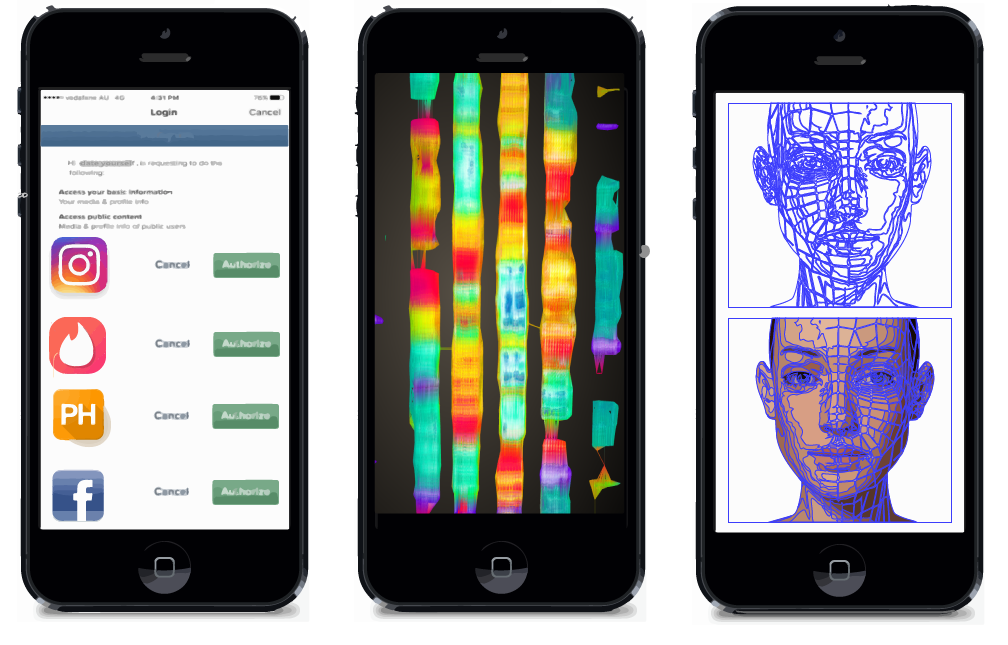 vodafone AU 4G 4:31 PM 76%
Login Cancel
Hi dateyourself, is requesting to do the
following:
Access your basic information
Your media & profile info
Access public content
Media & profile info of public users
Cancel Authorize
Cancel Authorize
PH Cancel Authorize
f Cancel Authorize